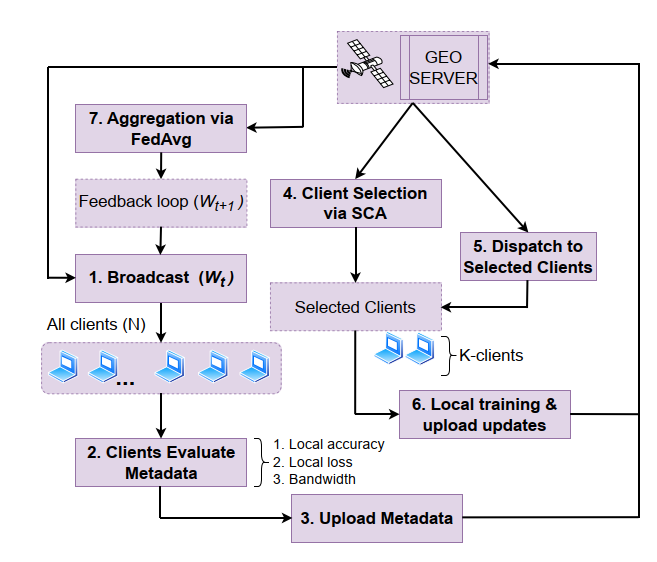 GEO
SERVER
7. Aggregation via
FedAvg
Feedback loop (W_{t+1})
4. Client Selection
via SCA
5. Dispatch to
Selected Clients
1. Broadcast (W_t)
Selected Clients
All clients (N)
...
K-clients
6. Local training &
upload updates
2. Clients Evaluate
Metadata
1. Local accuracy
2. Local loss
3. Bandwidth
3. Upload Metadata